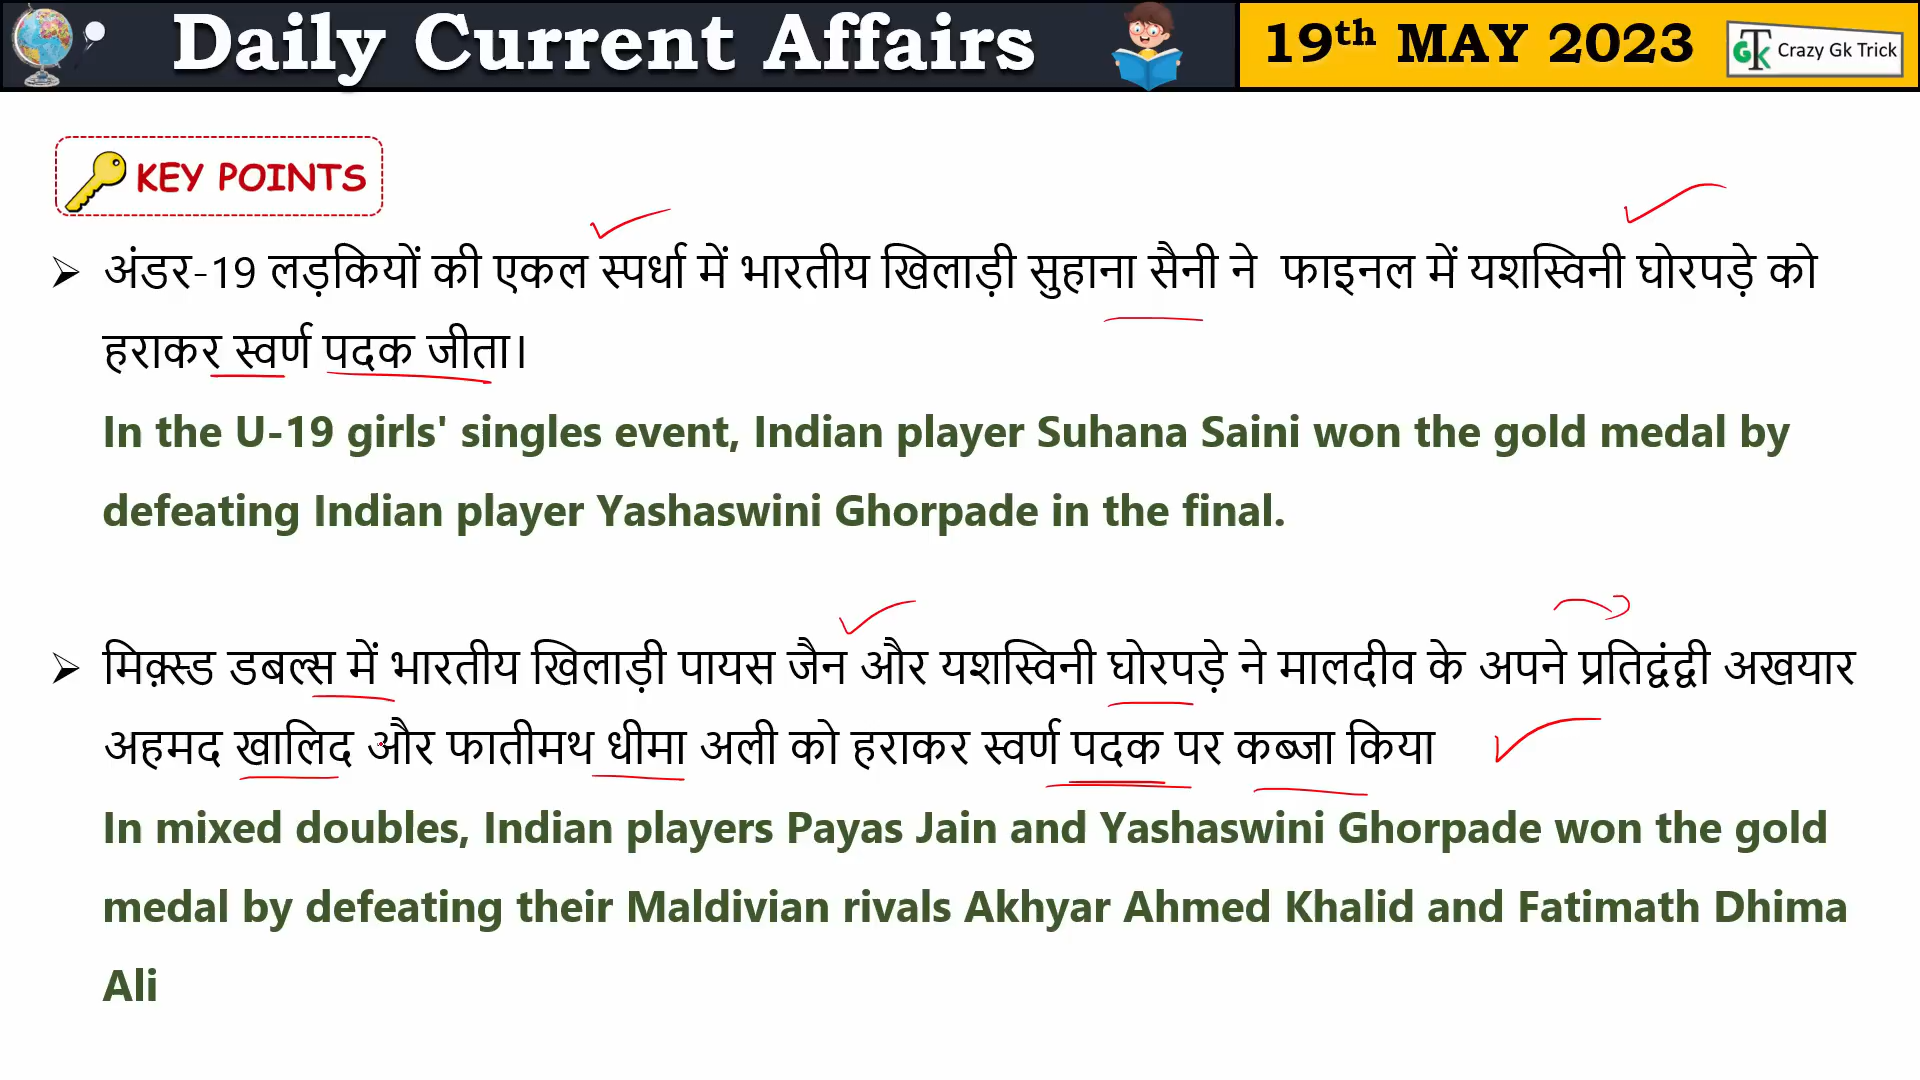 Daily Current Affairs
19th MAY 2023
GTK Crazy Gk Trick
KEY POINTS
➢ अंडर-19 लड़कियों की एकल स्पर्धा में भारतीय खिलाड़ी सुहाना सैनी ने फाइनल में यशस्विनी घोरपड़े को
हराकर स्वर्ण पदक जीता।
In the U-19 girls' singles event, Indian player Suhana Saini won the gold medal by
defeating Indian player Yashaswini Ghorpade in the final.
➢ मिक़्स्ड डबल्स में भारतीय खिलाड़ी पायस जैन और यशस्विनी घोरपड़े ने मालदीव के अपने प्रतिद्वंद्वी अखयार
अहमद खालिद और फातीमथ धीमा अली को हराकर स्वर्ण पदक पर कब्जा किया
In mixed doubles, Indian players Payas Jain and Yashaswini Ghorpade won the gold
medal by defeating their Maldivian rivals Akhyar Ahmed Khalid and Fatimath Dhima
Ali